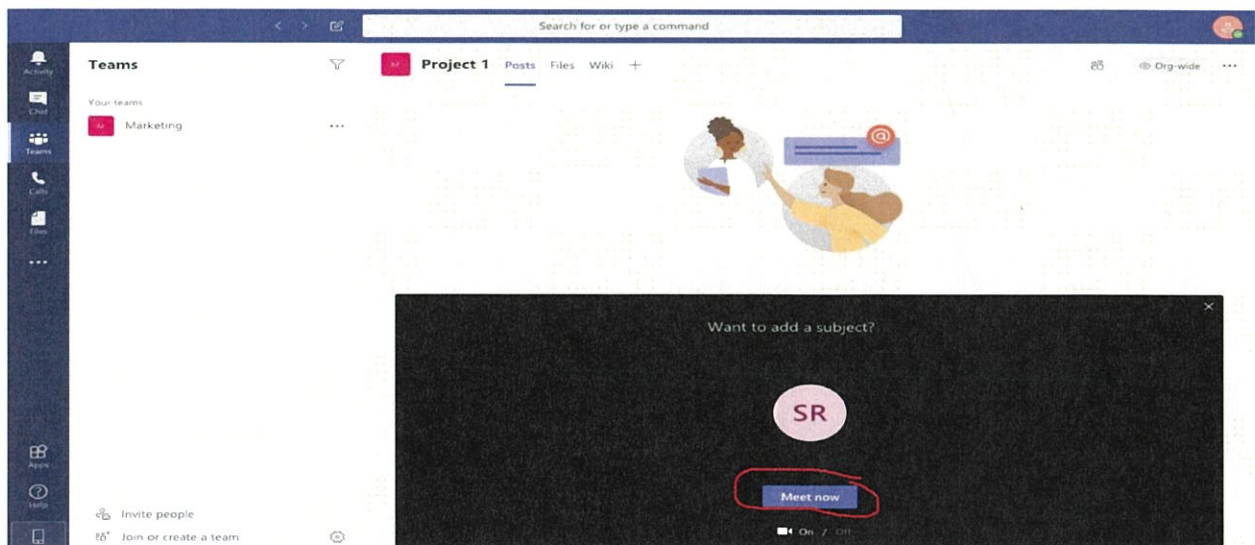 Search for or type a command
Activity
Chat
Teams
Calls
Files
Apps
Help
Teams
Your teams
M Marketing
Invite people
Join or create a team
M Project 1 Posts Files Wiki +
Org-wide
@
Want to add a subject?
SR
Meet now
On / Off